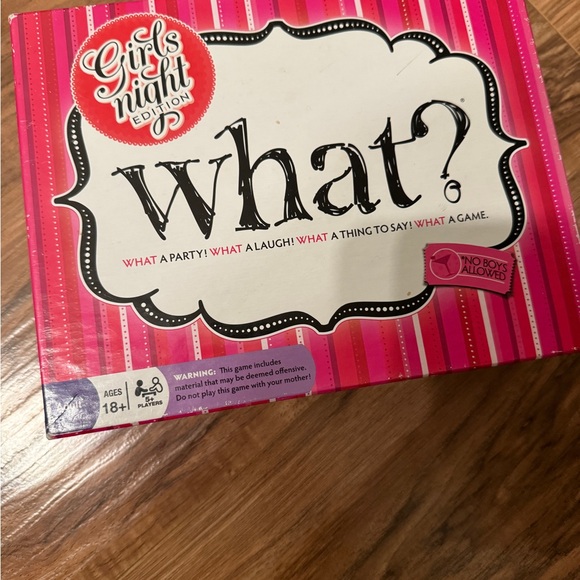 Girls
night
EDITION
what?
WHAT A PARTY! WHAT A LAUGH! WHAT A THING TO SAY! WHAT A GAME.
*NO BOYS
ALLOWED
AGES
18+
5+
PLAYERS
WARNING: This game includes
material that may be deemed offensive.
Do not play this game with your mother!